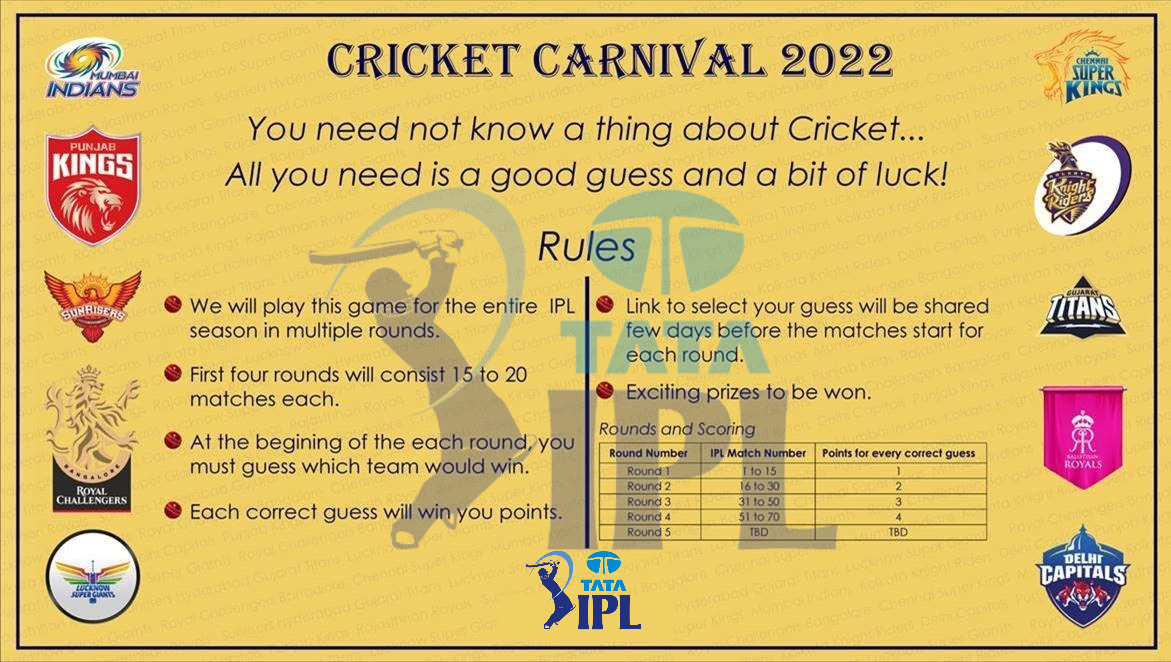 CRICKET CARNIVAL 2022
You need not know a thing about Cricket...
All you need is a good guess and a bit of luck!
Rules
We will play this game for the entire IPL
season in multiple rounds.
First four rounds will consist 15 to 20
matches each.
At the begining of the each round, you
must guess which team would win.
Each correct guess will win you points.
Link to select your guess will be shared
few days before the matches start for
each round.
Exciting prizes to be won.
Rounds and Scoring
Round Number IPL Match Number Points for every correct guess
Round 1 1 to 15 1
Round 2 16 to 30 2
Round 3 31 to 50 3
Round 4 51 to 70 4
Round 5 TBD TBD
TATA
IPL
TATA
IPL
MUMBAI
INDIANS
PUNJAB
KINGS
SUNRISERS
BANGALORE
ROYAL
CHALLENGERS
LUCKNOW
SUPER GIANTS
CHENNAI
SUPER
KINGS
Knight
Riders
GUJARAT
TITANS
RAJASTHAN
ROYALS
DELHI
CAPITALS